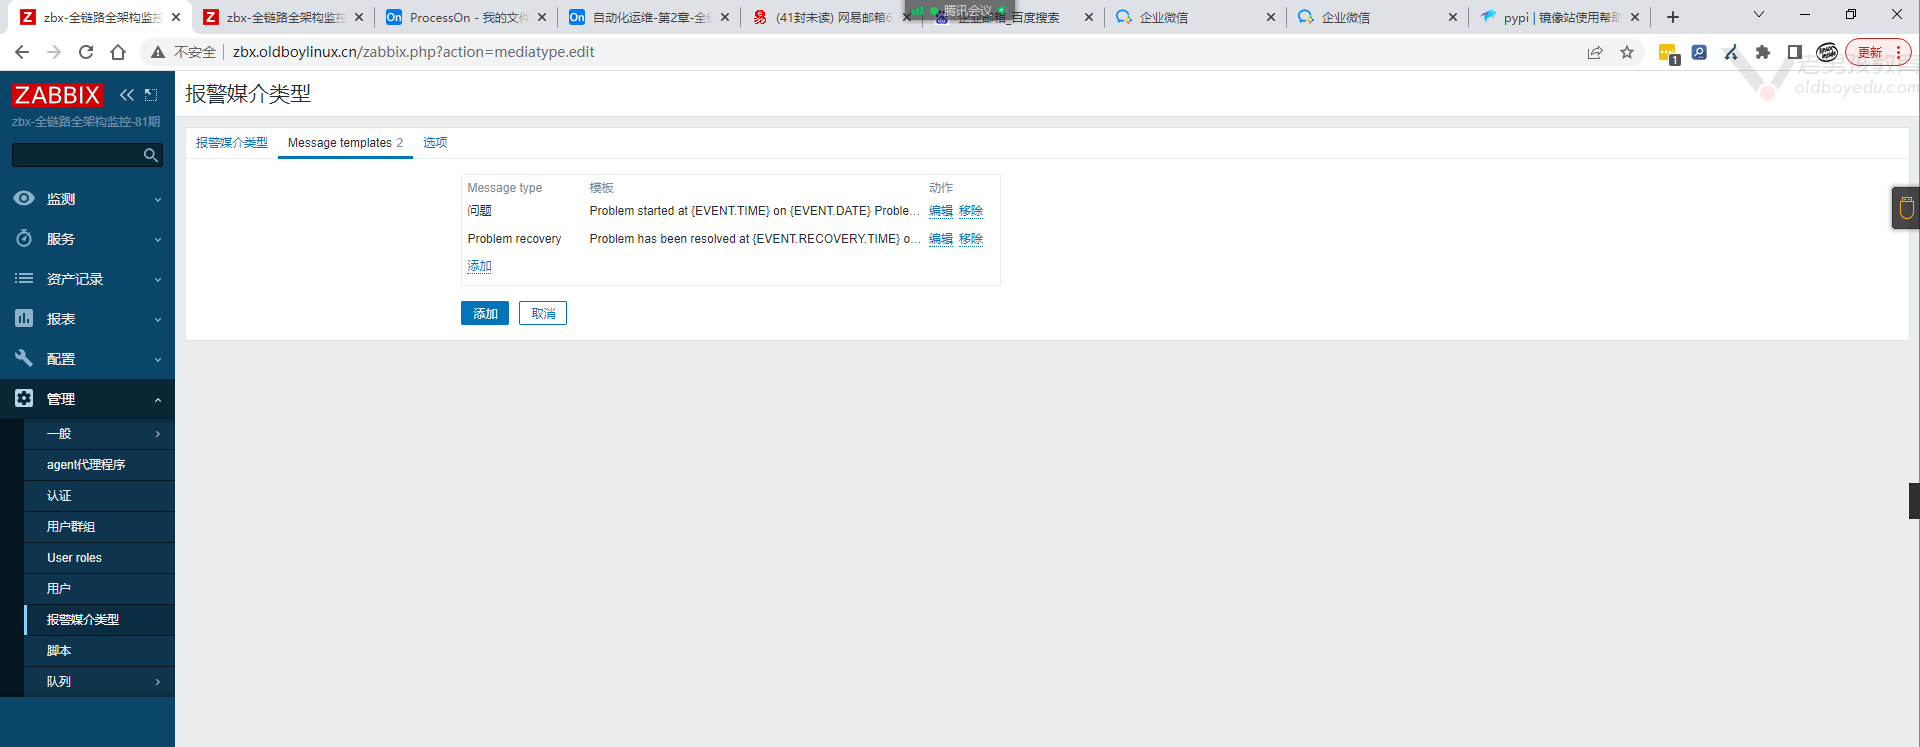 zbx-全链路全架构监控
zbx-全链路全架构监控
ProcessOn - 我的文件
自动化运维-第2章-全
(41封未读) 网易邮箱6
腾讯会议
企业邮箱_百度搜索
企业微信
企业微信
pypi | 镜像站使用帮助
不安全
zbx.oldboylinux.cn/zabbix.php?action=mediatype.edit
1
更新
老男孩教育
oldboyedu.com
ZABBIX
zbx-全链路全架构监控-81期
监测
服务
资产记录
报表
配置
管理
一般
agent代理程序
认证
用户群组
User roles
用户
报警媒介类型
脚本
队列
报警媒介类型
报警媒介类型 Message templates 2 选项
Message type 模板 动作
问题 Problem started at {EVENT.TIME} on {EVENT.DATE} Proble... 编辑 移除
Problem recovery Problem has been resolved at {EVENT.RECOVERY.TIME} o... 编辑 移除
添加
添加 取消